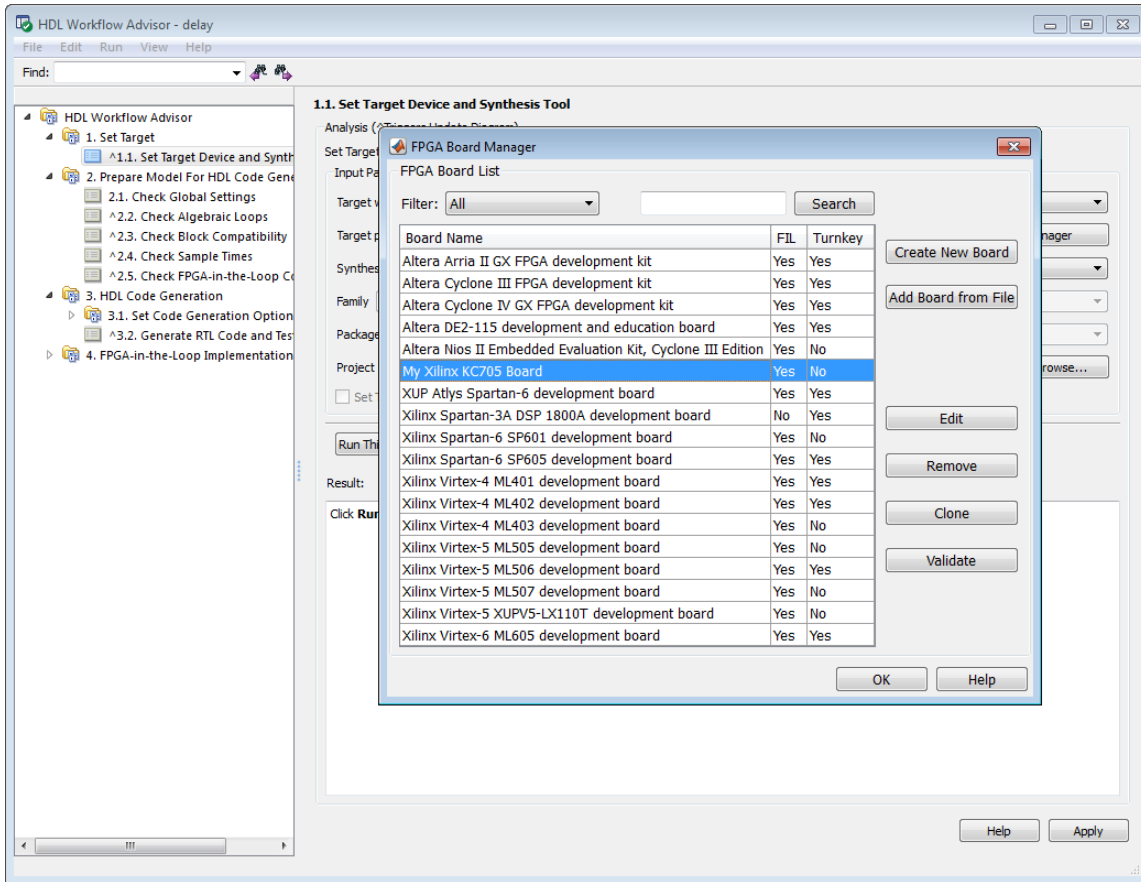 HDL Workflow Advisor - delay
File Edit Run View Help
Find:
HDL Workflow Advisor
1. Set Target
^1.1. Set Target Device and Synth
2. Prepare Model For HDL Code Gene
2.1. Check Global Settings
^2.2. Check Algebraic Loops
^2.3. Check Block Compatibility
^2.4. Check Sample Times
^2.5. Check FPGA-in-the-Loop Co
3. HDL Code Generation
3.1. Set Code Generation Option
^3.2. Generate RTL Code and Tes
4. FPGA-in-the-Loop Implementation
1.1. Set Target Device and Synthesis Tool
Analysis (^Triggers Update Diagram)
Set Target
Input Pa
Target w
Target p
nager
Synthes
Family
Package
Project
rowse...
Set T
Run Thi
Result:
Click Run
FPGA Board Manager
FPGA Board List
Filter: All Search
Board Name FIL Turnkey
Altera Arria II GX FPGA development kit Yes Yes
Altera Cyclone III FPGA development kit Yes Yes
Altera Cyclone IV GX FPGA development kit Yes Yes
Altera DE2-115 development and education board Yes Yes
Altera Nios II Embedded Evaluation Kit, Cyclone III Edition Yes No
My Xilinx KC705 Board Yes No
XUP Atlys Spartan-6 development board Yes Yes
Xilinx Spartan-3A DSP 1800A development board No Yes
Xilinx Spartan-6 SP601 development board Yes No
Xilinx Spartan-6 SP605 development board Yes Yes
Xilinx Virtex-4 ML401 development board Yes Yes
Xilinx Virtex-4 ML402 development board Yes Yes
Xilinx Virtex-4 ML403 development board Yes No
Xilinx Virtex-5 ML505 development board Yes No
Xilinx Virtex-5 ML506 development board Yes Yes
Xilinx Virtex-5 ML507 development board Yes No
Xilinx Virtex-5 XUPV5-LX110T development board Yes No
Xilinx Virtex-6 ML605 development board Yes Yes
Create New Board
Add Board from File
Edit
Remove
Clone
Validate
OK Help
Help Apply